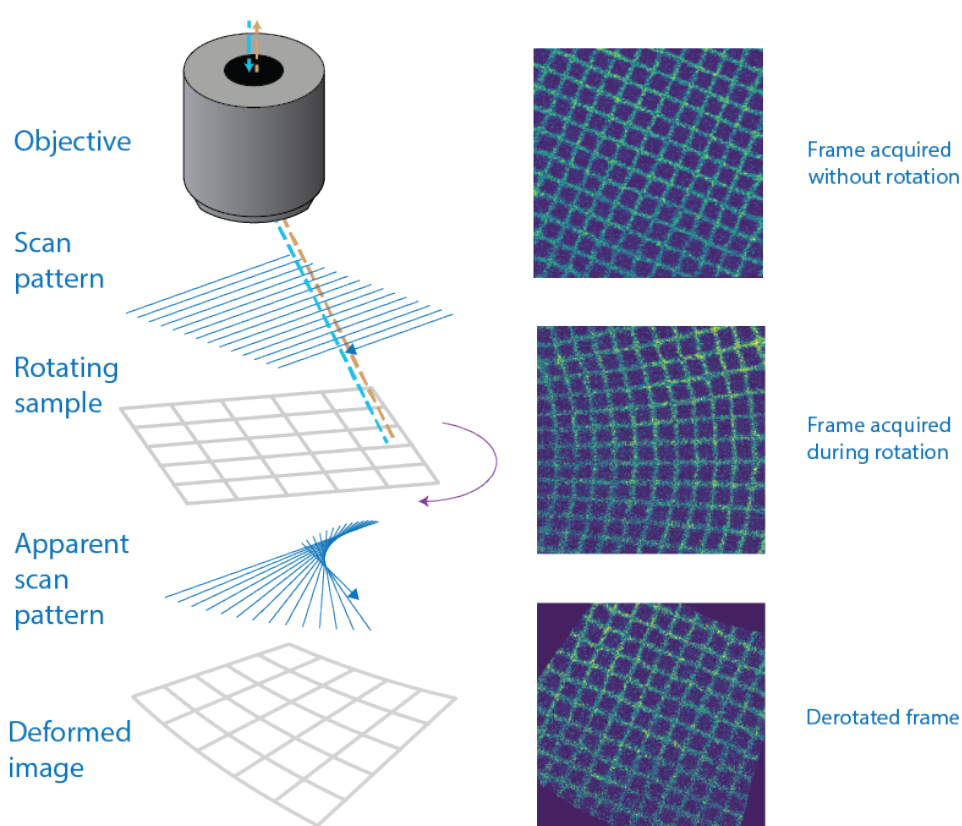 Objective
Scan
pattern
Rotating
sample
Apparent
scan
pattern
Deformed
image
Frame acquired
without rotation
Frame acquired
during rotation
Derotated frame